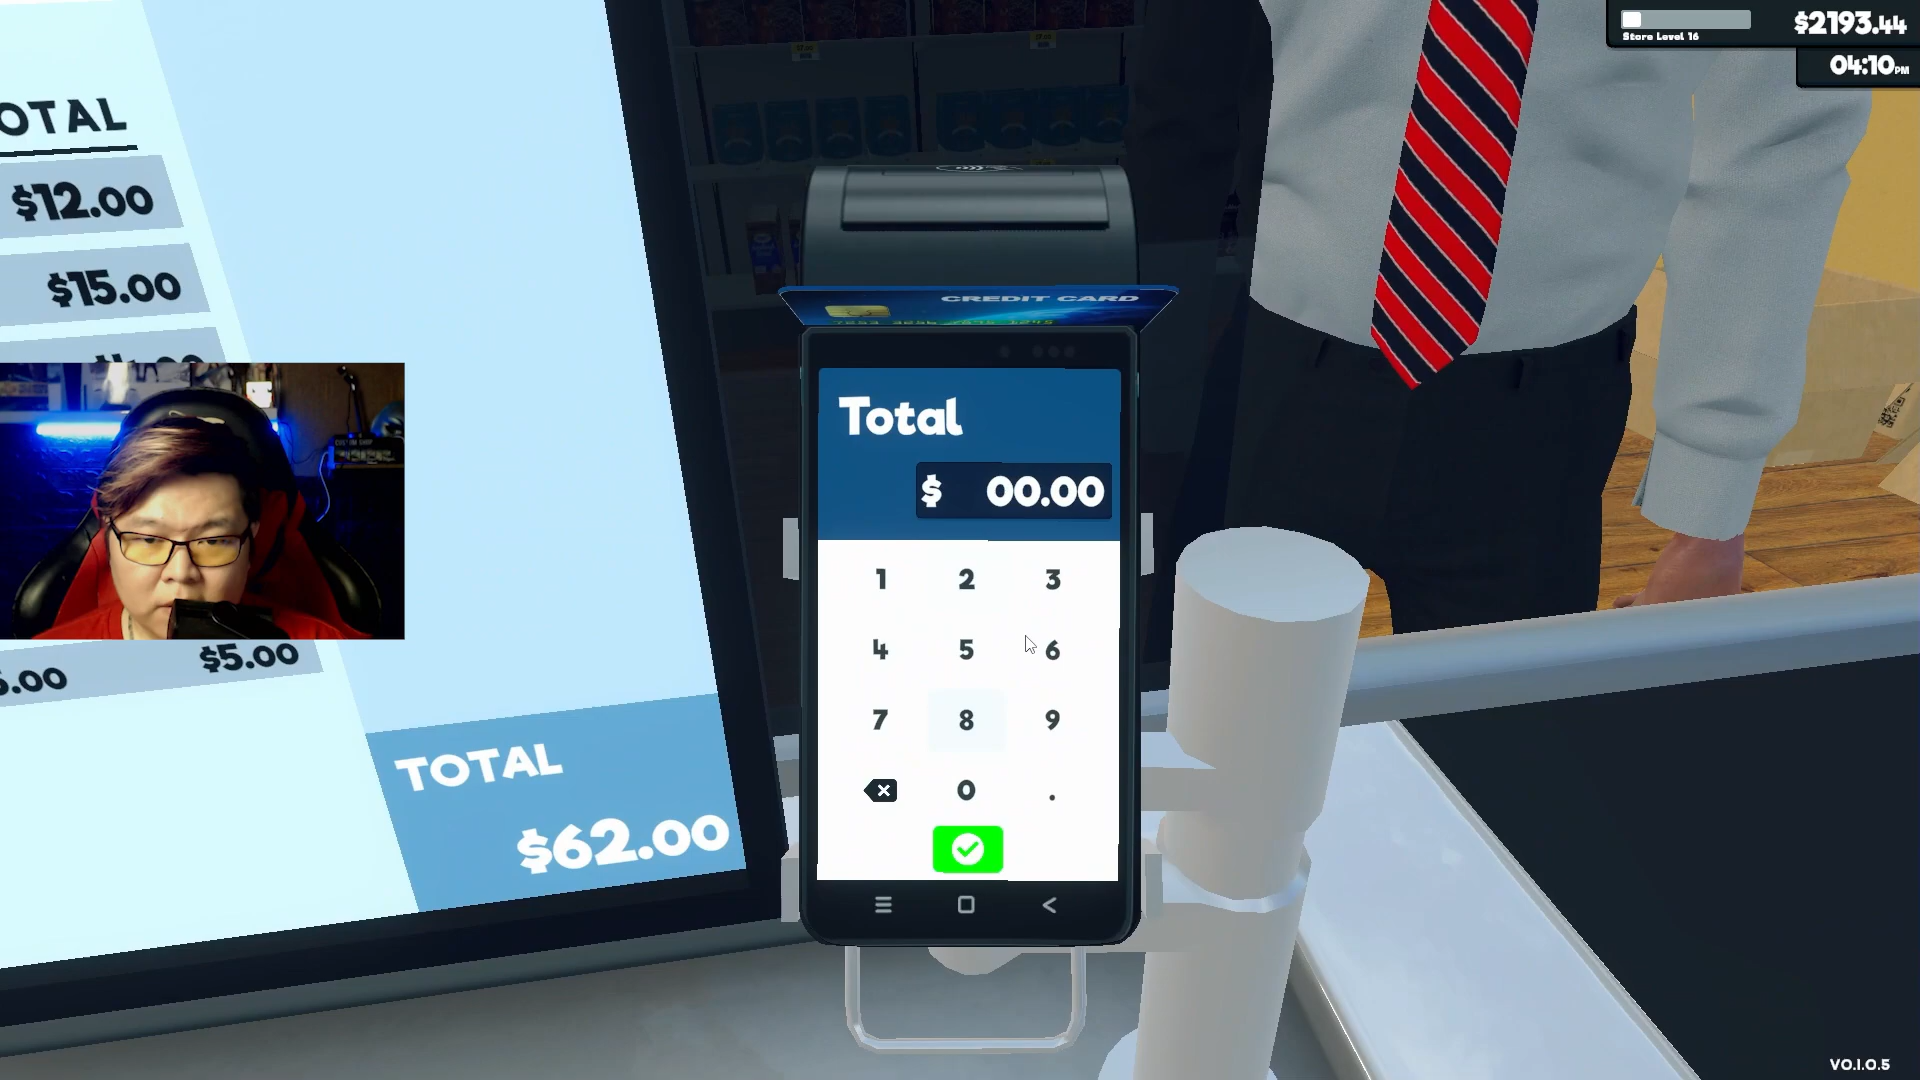 $2193.44
Store Level 16
04:10PM
OTAL
$12.00
$15.00
$5.00
TOTAL
$62.00
CREDIT CARD
Total
$ 00.00
1 2 3
4 5 6
7 8 9
0 .
V0.1.0.5